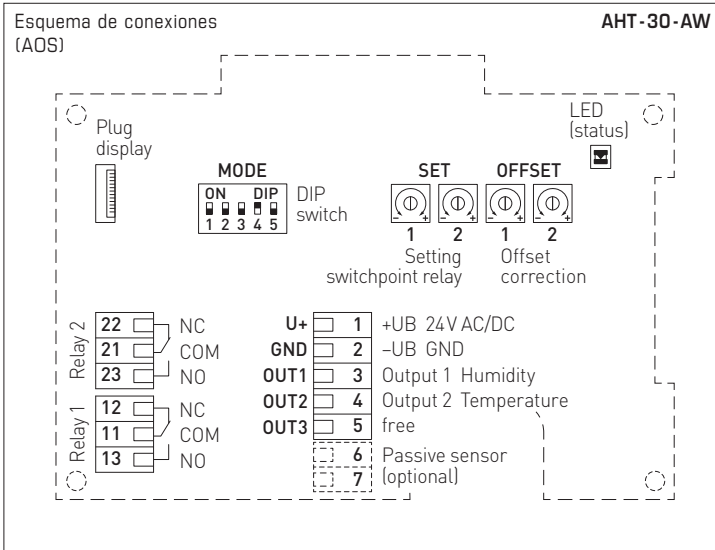 Esquema de conexiones
(AOS)
AHT-30-AW
Plug
display
LED
(status)
MODE
ON DIP
1 2 3 4 5
DIP
switch
SET OFFSET
- + - + - + - +
1 2 1 2
Setting
switchpoint relay
Offset
correction
Relay 2
22 NC
21 COM
23 NO
Relay 1
12 NC
11 COM
13 NO
U+ 1 +UB 24V AC/DC
GND 2 –UB GND
OUT1 3 Output 1 Humidity
OUT2 4 Output 2 Temperature
OUT3 5 free
6 Passive sensor
7 (optional)